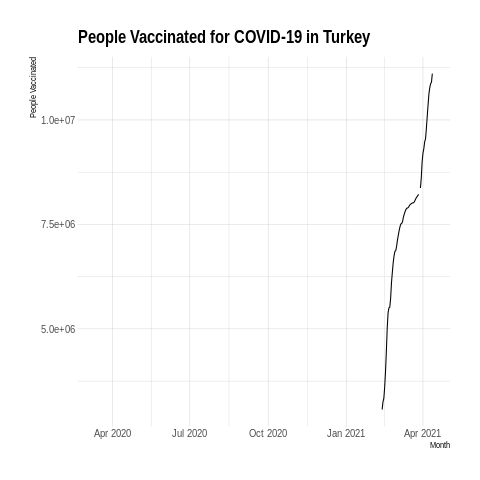 People Vaccinated for COVID-19 in Turkey
People Vaccinated
1.0e+07
7.5e+06
5.0e+06
Apr 2020 Jul 2020 Oct 2020 Jan 2021 Apr 2021
Month